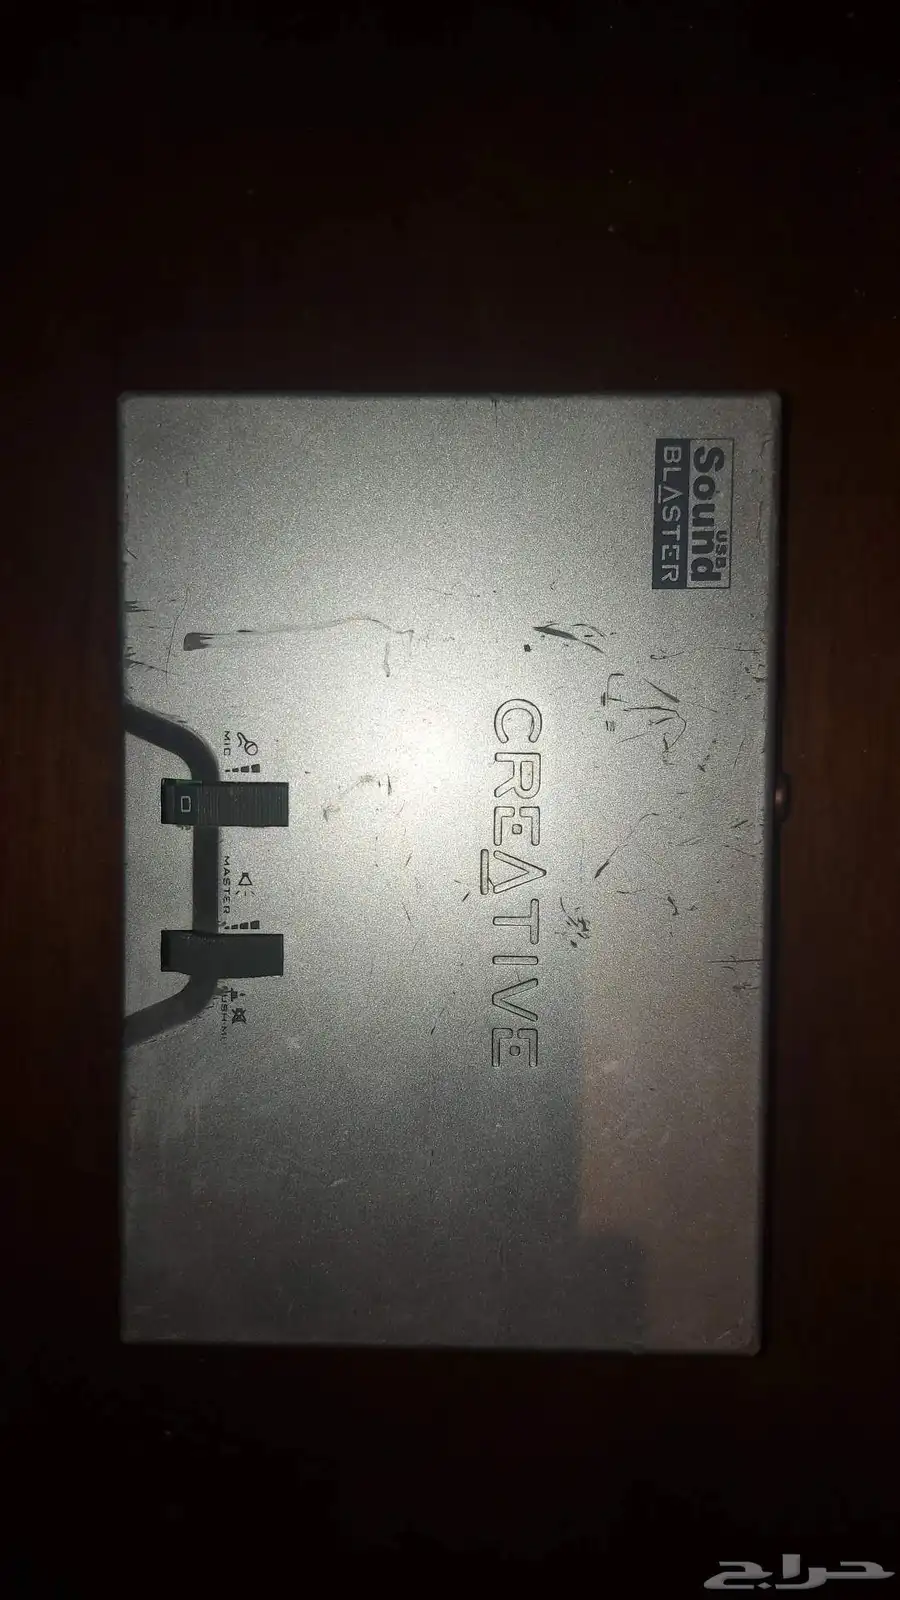 USB
Sound
BLASTER
CREATIVE
MIC
MASTER
حراج